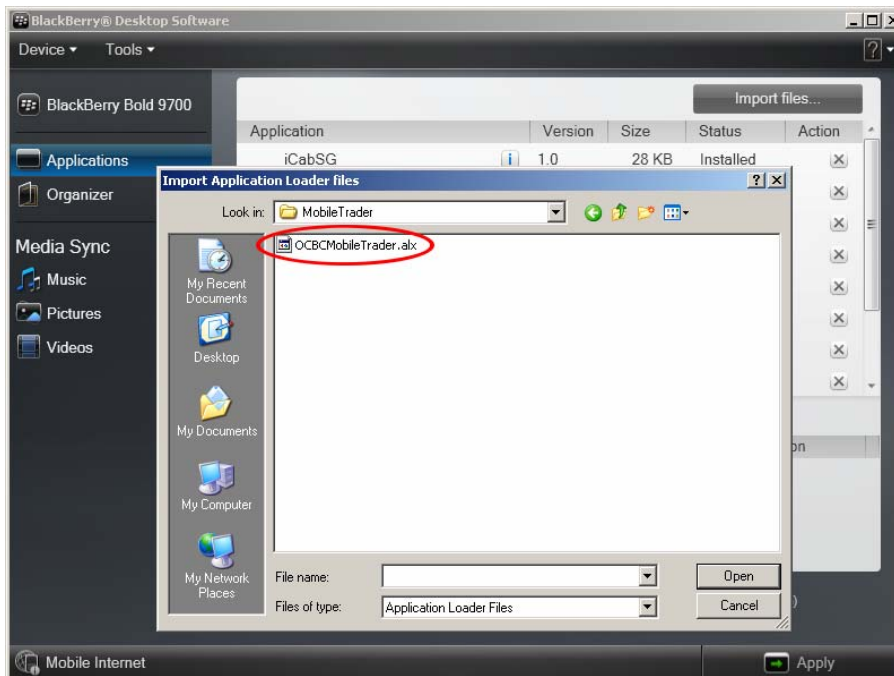 BlackBerry® Desktop Software
Device Tools ?
BlackBerry Bold 9700
Import files...
Application Version Size Status Action
Applications
iCabSG i 1.0 28 KB Installed
Import Application Loader files
Organizer
Look in: MobileTrader
OCBCMobileTrader.alx
Media Sync
Music
Pictures
Videos
My Recent
Documents
Desktop
My Documents
My Computer
My Network
Places
File name: Open
Files of type: Application Loader Files Cancel
Mobile Internet Apply